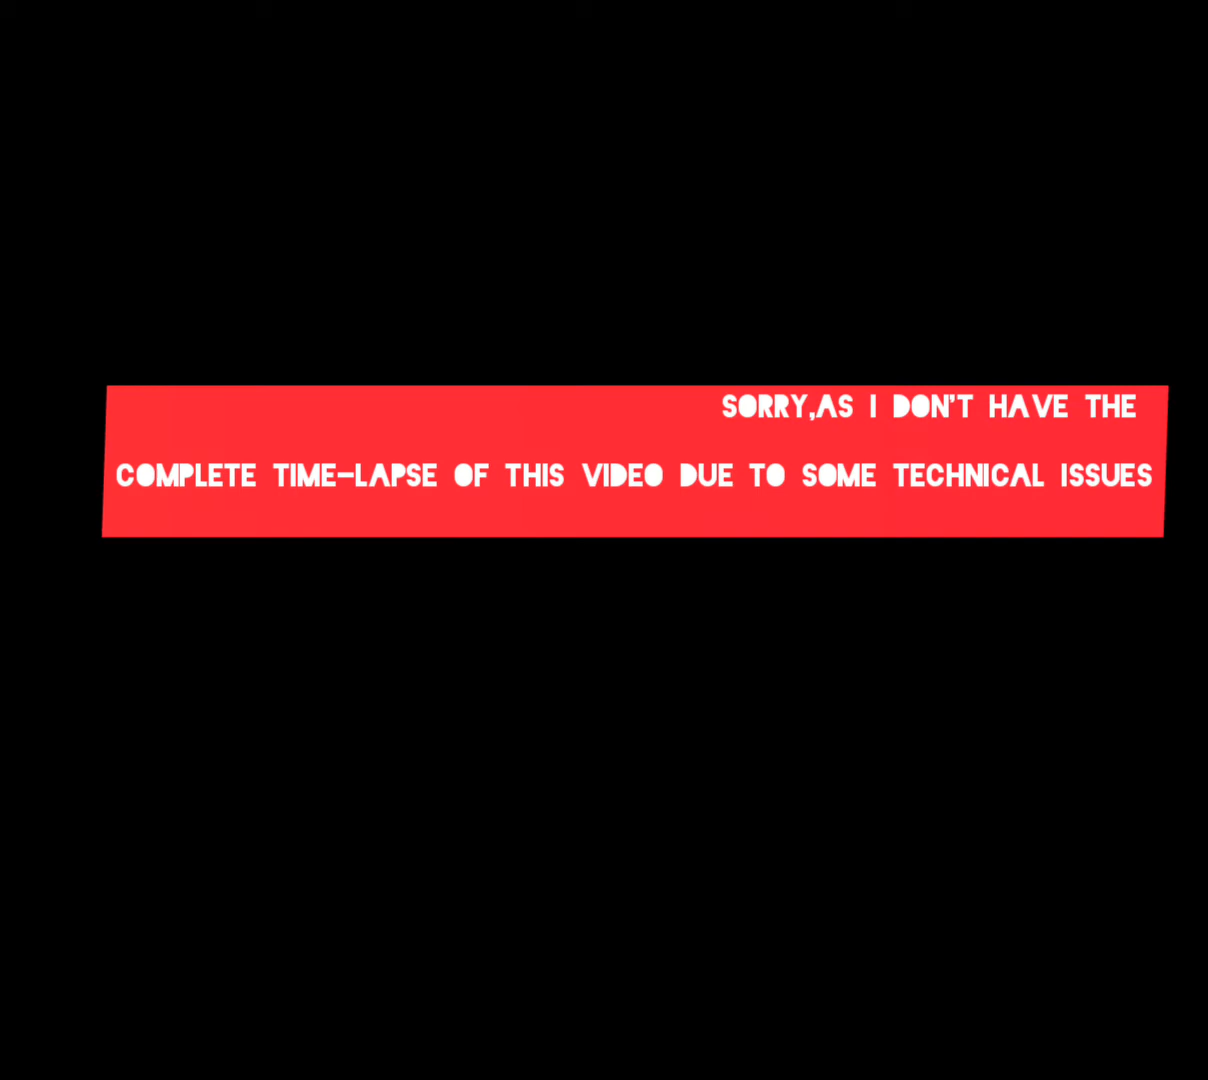 SORRY,AS I DON'T HAVE THE
COMPLETE TIME-LAPSE OF THIS VIDEO DUE TO SOME TECHNICAL ISSUES